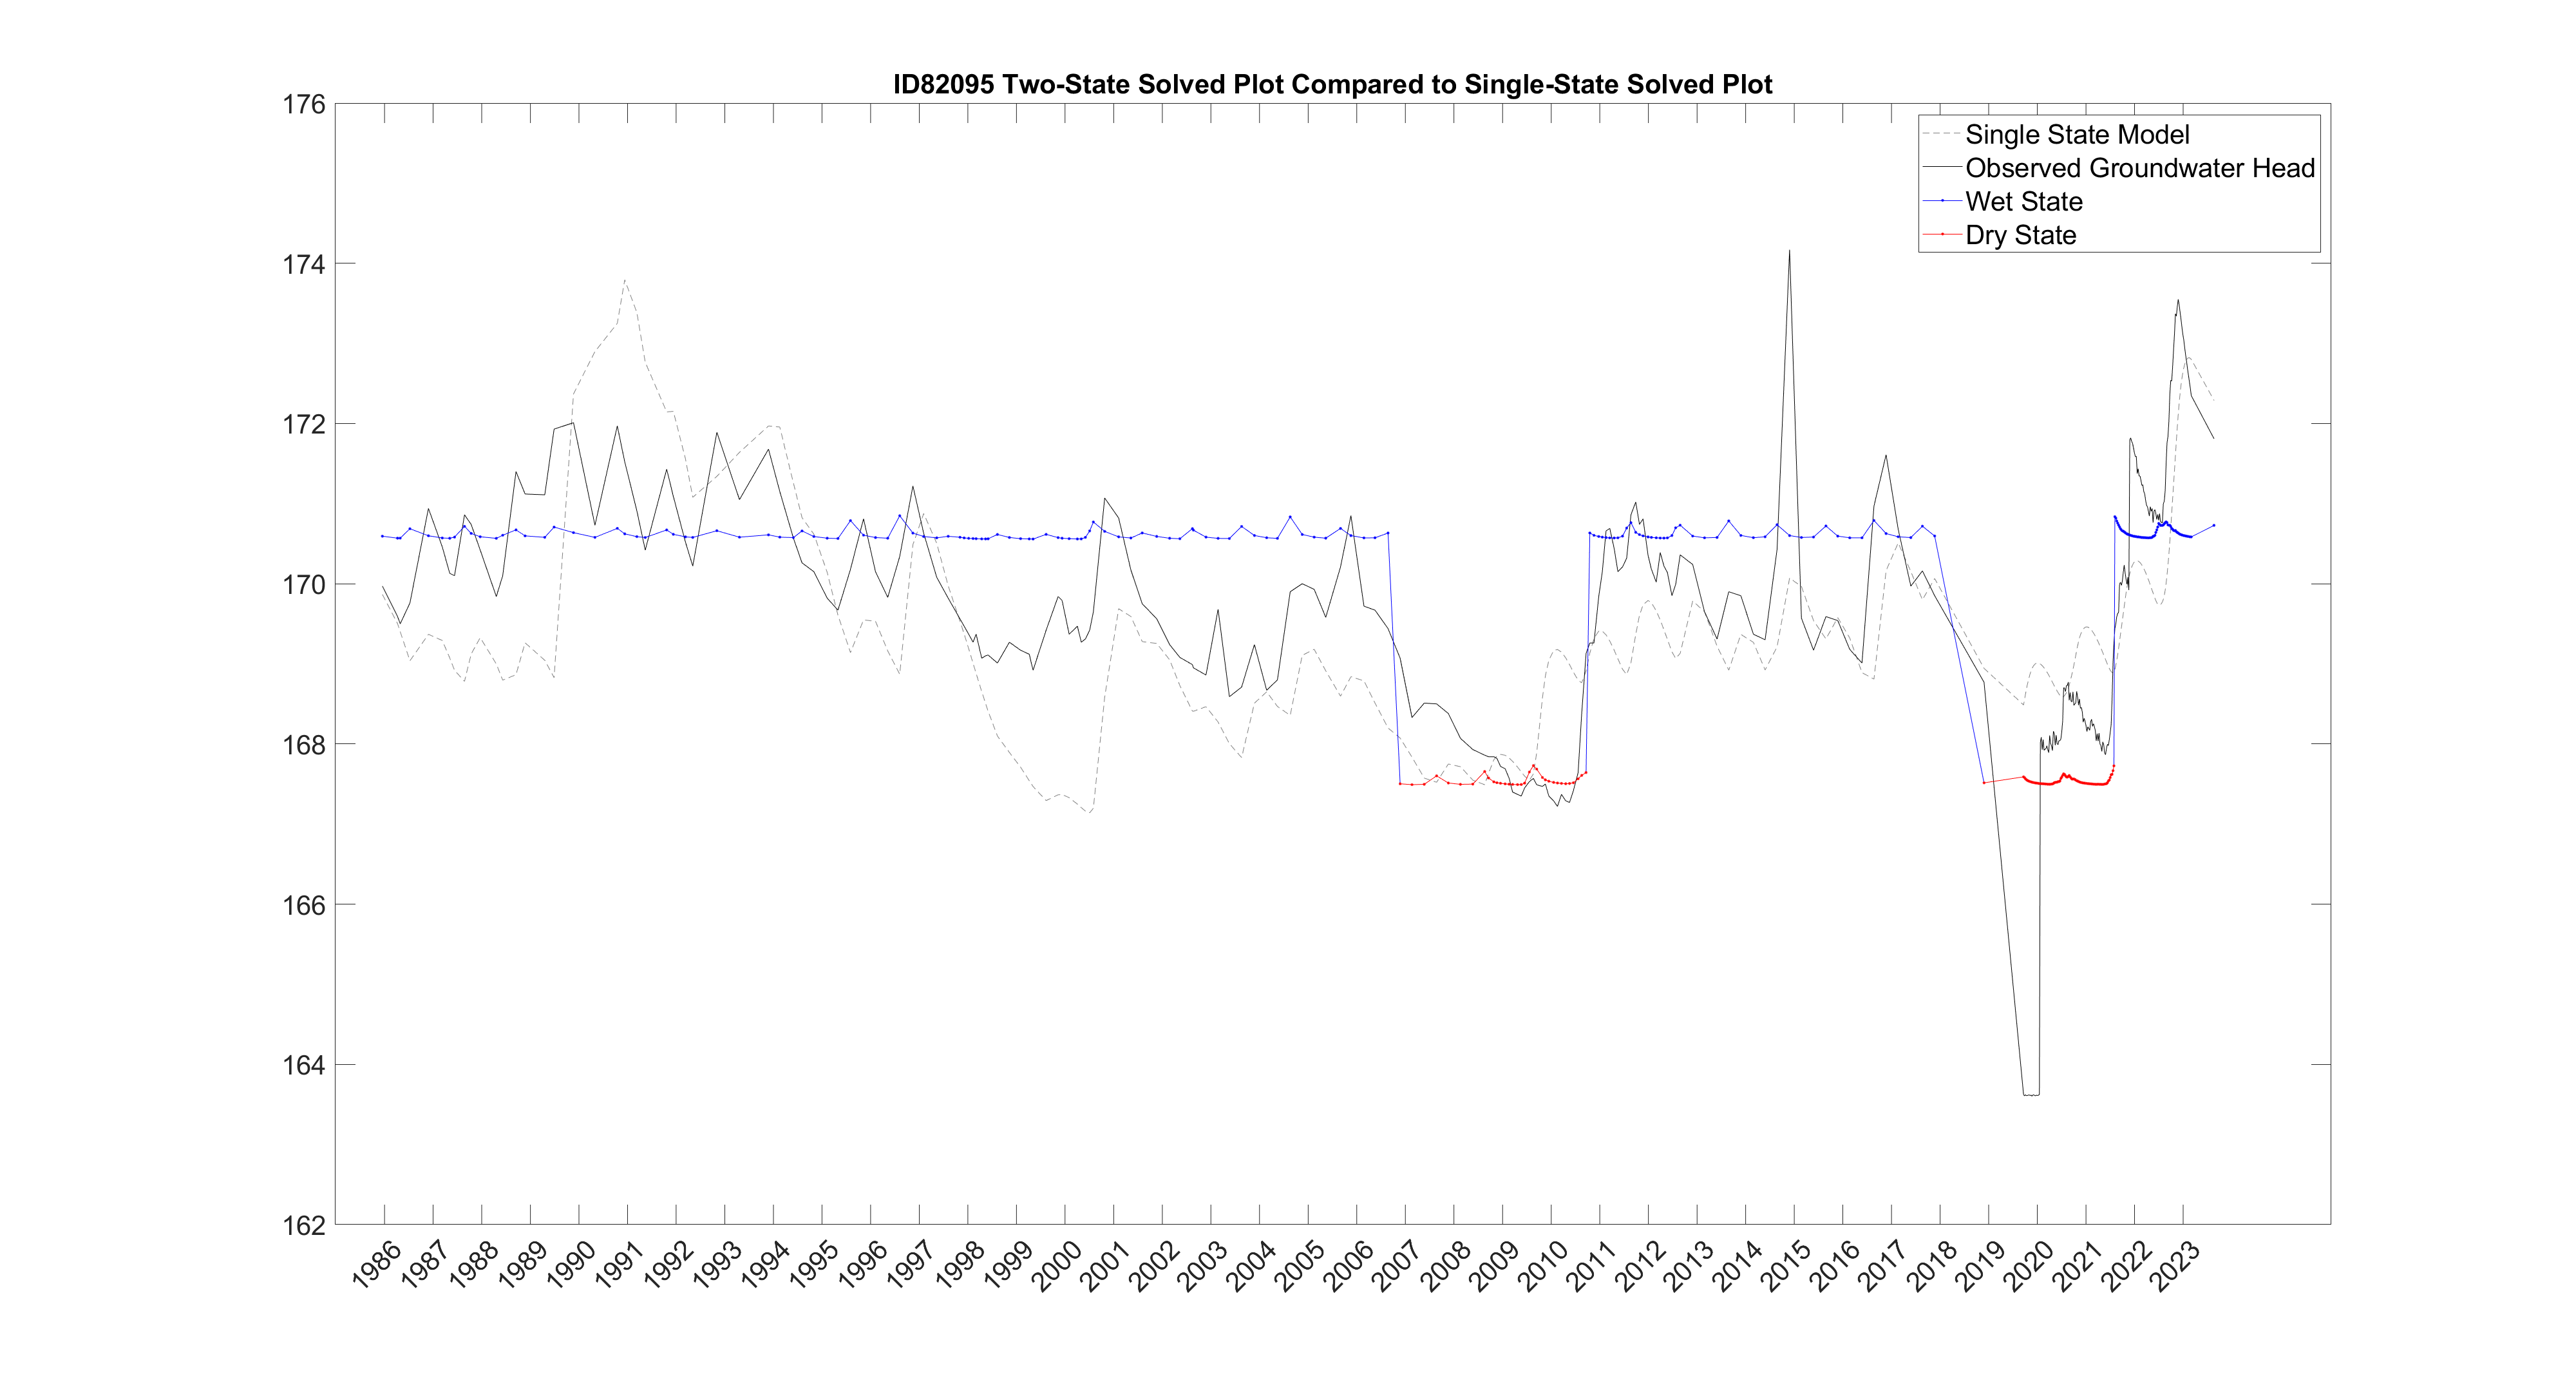 ID82095 Two-State Solved Plot Compared to Single-State Solved Plot
176
174
172
170
168
166
164
162
Single State Model
Observed Groundwater Head
Wet State
Dry State
1986 1987 1988 1989 1990 1991 1992 1993 1994 1995 1996 1997 1998 1999 2000 2001 2002 2003 2004 2005 2006 2007 2008 2009 2010 2011 2012 2013 2014 2015 2016 2017 2018 2019 2020 2021 2022 2023